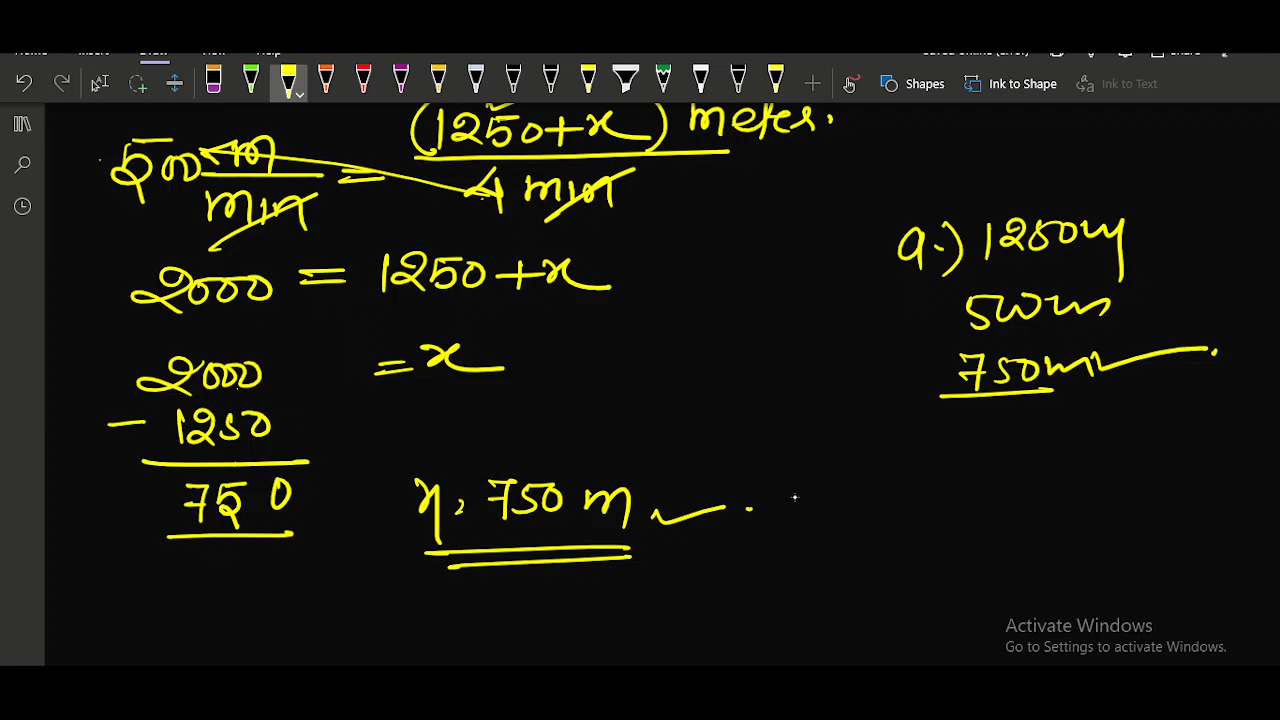 Shapes Ink to Shape Ink to Text
(1250+x) meter.
500 m/min = 4 min
2000 = 1250+x
2000 = x
- 1250
750
x, 750 m
a.) 1250m
500m
750m
Activate Windows
Go to Settings to activate Windows.